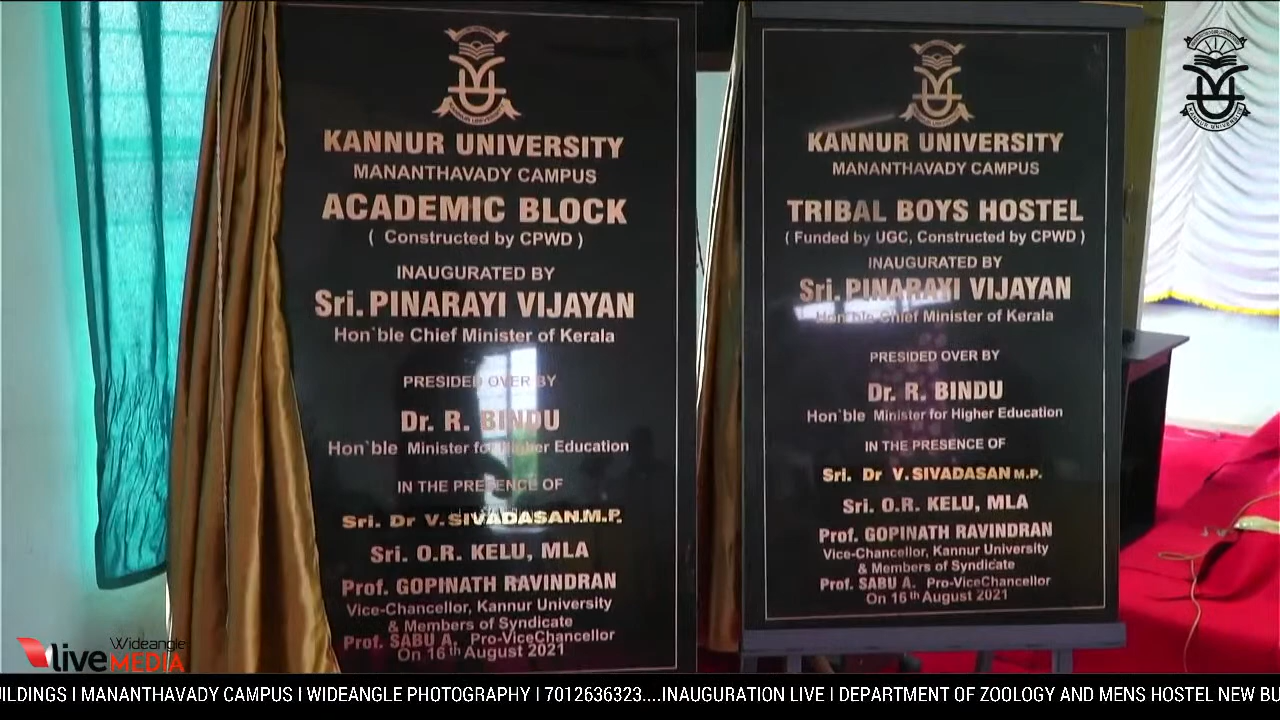 KANNUR UNIVERSITY
MANANTHAVADY CAMPUS
ACADEMIC BLOCK
( Constructed by CPWD )
INAUGURATED BY
Sri. PINARAYI VIJAYAN
Hon`ble Chief Minister of Kerala
PRESIDED OVER BY
Dr. R. BINDU
Hon`ble Minister for Higher Education
IN THE PRESENCE OF
Sri. Dr V. SIVADASAN.M.P.
Sri. O.R. KELU, MLA
Prof. GOPINATH RAVINDRAN
Vice-Chancellor, Kannur University
& Members of Syndicate
Prof. SABU A. Pro-ViceChancellor
On 16th August 2021
KANNUR UNIVERSITY
MANANTHAVADY CAMPUS
TRIBAL BOYS HOSTEL
( Funded by UGC, Constructed by CPWD )
INAUGURATED BY
Sri. PINARAYI VIJAYAN
Hon`ble Chief Minister of Kerala
PRESIDED OVER BY
Dr. R. BINDU
Hon`ble Minister for Higher Education
IN THE PRESENCE OF
Sri. Dr V. SIVADASAN M.P.
Sri. O.R. KELU, MLA
Prof. GOPINATH RAVINDRAN
Vice-Chancellor, Kannur University
& Members of Syndicate
Prof. SABU A. Pro-ViceChancellor
On 16th August 2021
KANNUR UNIVERSITY
Wideangle
live MEDIA
UILDINGS I MANANTHAVADY CAMPUS I WIDEANGLE PHOTOGRAPHY I 7012636323....INAUGURATION LIVE I DEPARTMENT OF ZOOLOGY AND MENS HOSTEL NEW BU